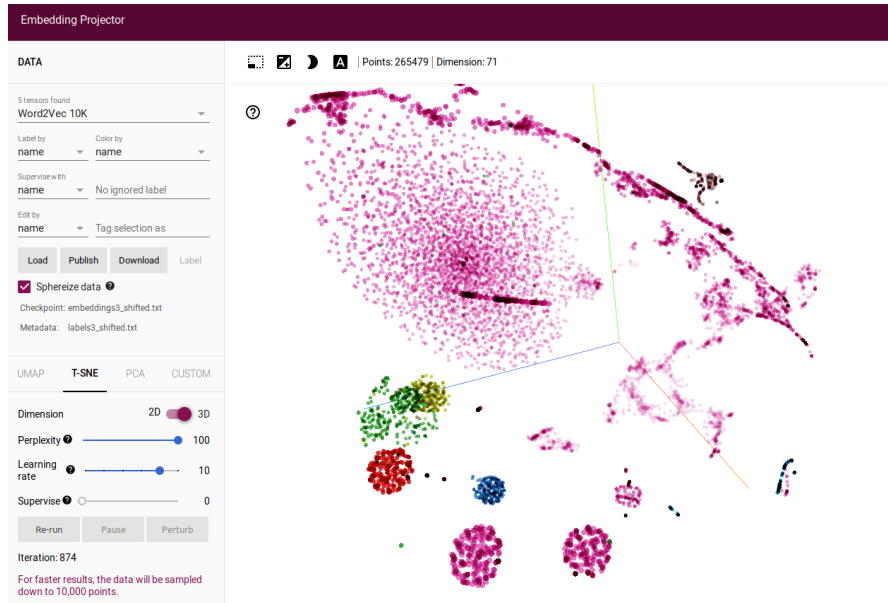 Embedding Projector
DATA
A | Points: 265479 | Dimension: 71
5 tensors found
Word2Vec 10K
Label by Color by
name name
Supervise with
name No ignored label
Edit by
name Tag selection as
Load Publish Download Label
Sphereize data ?
Checkpoint: embeddings3_shifted.txt
Metadata: labels3_shifted.txt
UMAP T-SNE PCA CUSTOM
Dimension 2D 3D
Perplexity ? 100
Learning
rate ? 10
Supervise ? 0
Re-run Pause Perturb
Iteration: 874
For faster results, the data will be sampled
down to 10,000 points.
?